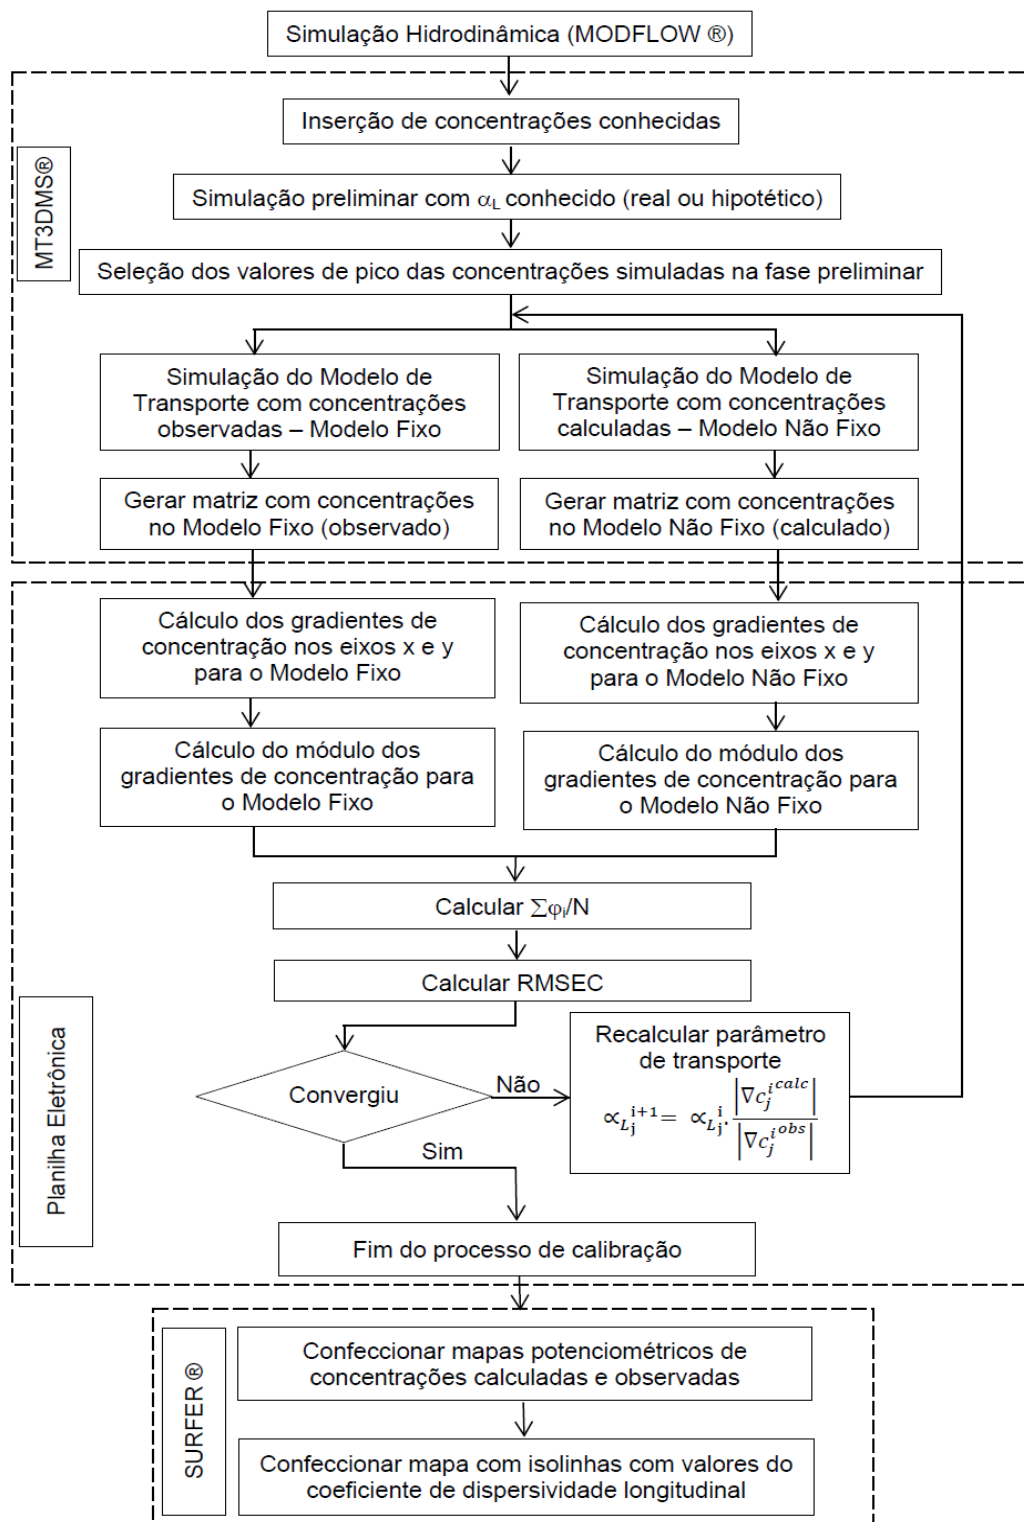 Simulação Hidrodinâmica (MODFLOW ®)
MT3DMS®
Inserção de concentrações conhecidas
Simulação preliminar com αL conhecido (real ou hipotético)
Seleção dos valores de pico das concentrações simuladas na fase preliminar
Simulação do Modelo de
Transporte com concentrações
observadas – Modelo Fixo
Simulação do Modelo de
Transporte com concentrações
calculadas – Modelo Não Fixo
Gerar matriz com concentrações
no Modelo Fixo (observado)
Gerar matriz com concentrações
no Modelo Não Fixo (calculado)
Planilha Eletrônica
Cálculo dos gradientes de
concentração nos eixos x e y
para o Modelo Fixo
Cálculo dos gradientes de
concentração nos eixos x e y
para o Modelo Não Fixo
Cálculo do módulo dos
gradientes de concentração para
o Modelo Fixo
Cálculo do módulo dos
gradientes de concentração para
o Modelo Não Fixo
Calcular ∑φi/N
Calcular RMSEC
Convergiu
Não
Recalcular parâmetro
de transporte
∝Lj^i+1 = ∝Lj^i . |∇cj^i^calc| / |∇cj^i^obs|
Sim
Fim do processo de calibração
SURFER ®
Confeccionar mapas potenciométricos de
concentrações calculadas e observadas
Confeccionar mapa com isolinhas com valores do
coeficiente de dispersividade longitudinal